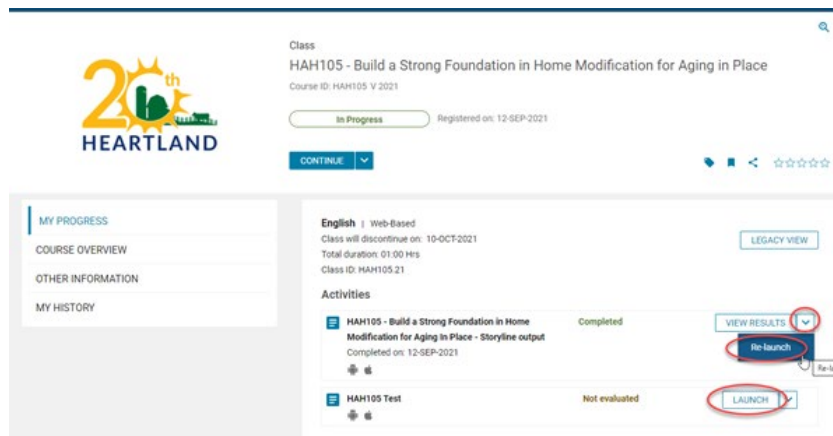 Class
HAH105 - Build a Strong Foundation in Home Modification for Aging in Place
Course ID: HAH105 V 2021
In Progress
Registered on: 12-SEP-2021
CONTINUE
20th
HEARTLAND
MY PROGRESS
COURSE OVERVIEW
OTHER INFORMATION
MY HISTORY
English | Web-Based
Class will discontinue on: 10-OCT-2021
Total duration: 01:00 Hrs
Class ID: HAH105.21
LEGACY VIEW
Activities
HAH105 - Build a Strong Foundation in Home
Modification for Aging In Place - Storyline output
Completed on: 12-SEP-2021
Completed
VIEW RESULTS
Re-launch
Re-la
HAH105 Test
Not evaluated
LAUNCH